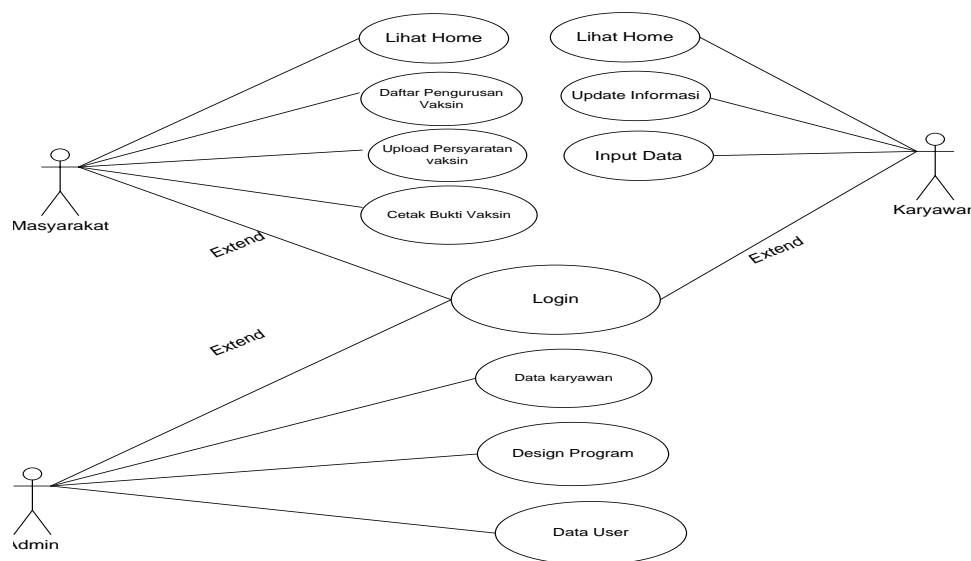 Lihat Home
Lihat Home
Daftar Pengurusan
Vaksin
Update Informasi
Upload Persyaratan
vaksin
Input Data
Masyarakat
Cetak Bukti Vaksin
Karyawan
Extend
Extend
Login
Extend
Data karyawan
Design Program
Data User
Admin